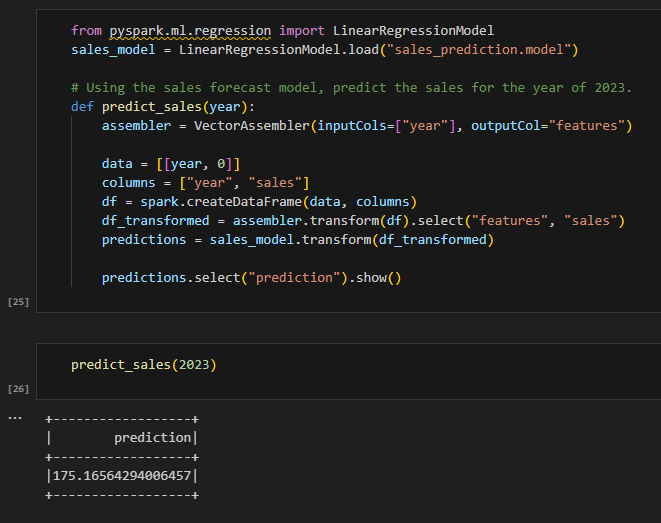 from pyspark.ml.regression import LinearRegressionModel
sales_model = LinearRegressionModel.load("sales_prediction.model")
# Using the sales forecast model, predict the sales for the year of 2023.
def predict_sales(year):
    assembler = VectorAssembler(inputCols=["year"], outputCol="features")
    data = [[year, 0]]
    columns = ["year", "sales"]
    df = spark.createDataFrame(data, columns)
    df_transformed = assembler.transform(df).select("features", "sales")
    predictions = sales_model.transform(df_transformed)
    predictions.select("prediction").show()
[25]
predict_sales(2023)
[26]
... +------------------+
|        prediction|
+------------------+
|175.16564294006457|
+------------------+